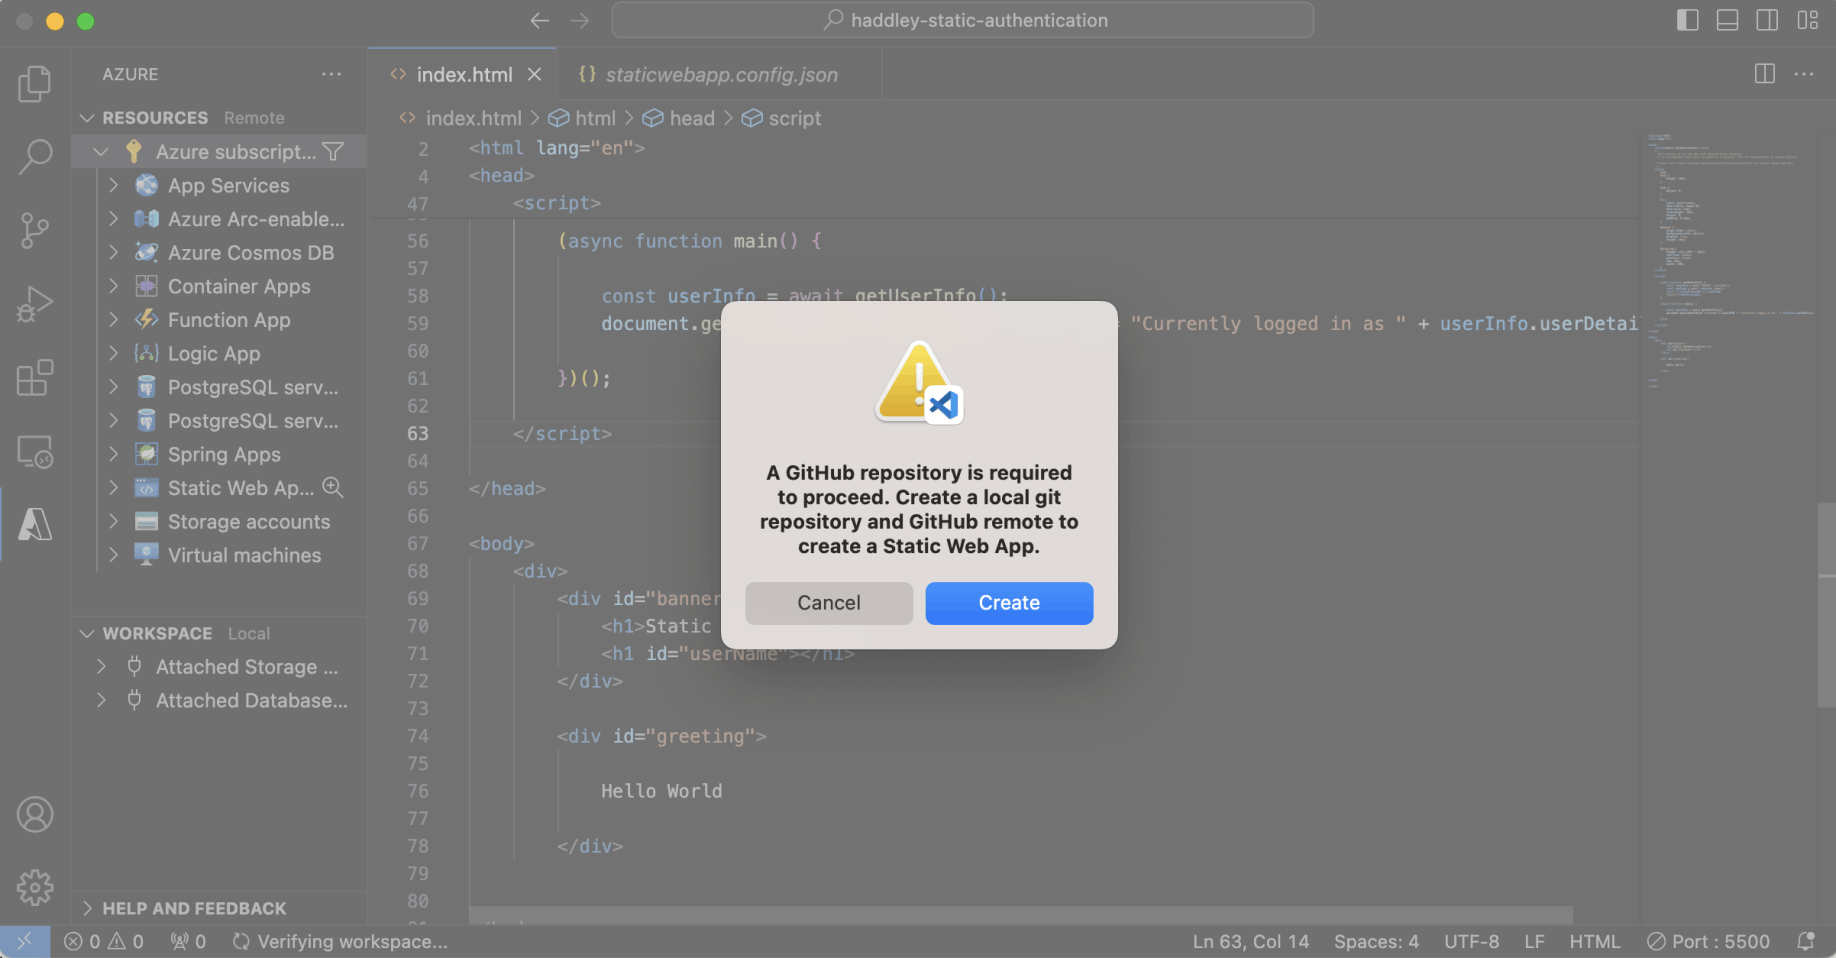 haddley-static-authentication
AZURE
index.html
staticwebapp.config.json
RESOURCES Remote
index.html > html > head > script
Azure subscript...
App Services
Azure Arc-enable...
Azure Cosmos DB
Container Apps
Function App
Logic App
PostgreSQL serv...
PostgreSQL serv...
Spring Apps
Static Web Ap...
Storage accounts
Virtual machines
WORKSPACE Local
Attached Storage ...
Attached Database...
HELP AND FEEDBACK
2 <html lang="en">
4 <head>
47 <script>
56 (async function main() {
57
58 const userInfo = await getUserInfo();
59 document.ge "Currently logged in as " + userInfo.userDetai
60
61 })();
62
63 </script>
64
65 </head>
66
67 <body>
68 <div>
69 <div id="banner
70 <h1>Static
71 <h1 id="userName"></h1>
72 </div>
73
74 <div id="greeting">
75
76 Hello World
77
78 </div>
79
80
A GitHub repository is required
to proceed. Create a local git
repository and GitHub remote to
create a Static Web App.
Cancel
Create
0 0 0 Verifying workspace... Ln 63, Col 14 Spaces: 4 UTF-8 LF HTML Port : 5500